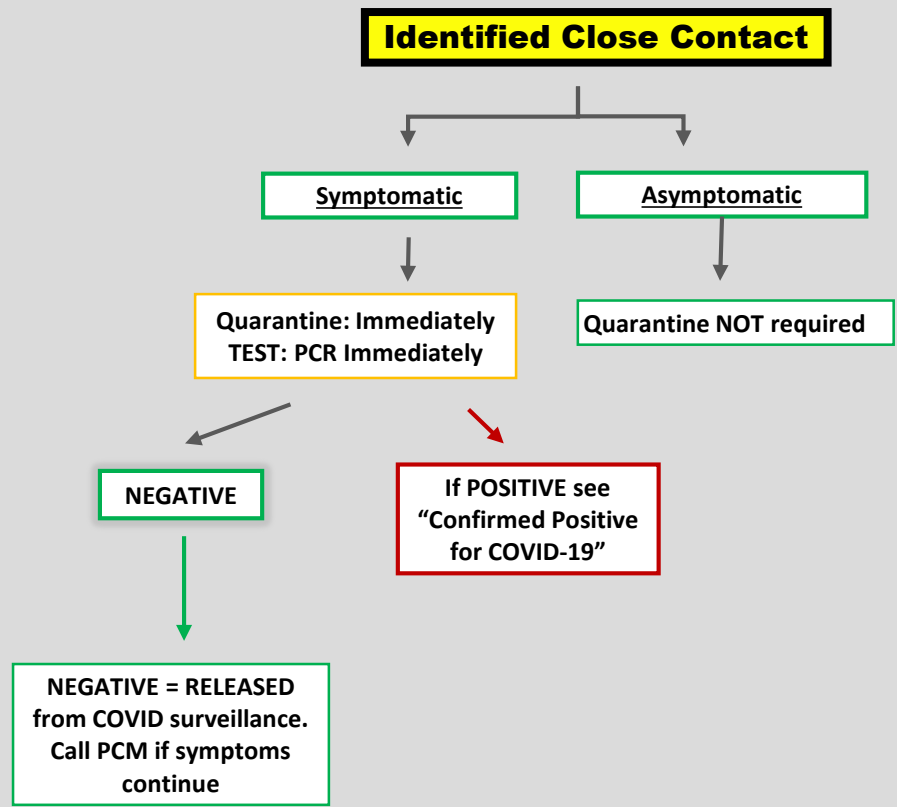 Identified Close Contact
Symptomatic
Asymptomatic
Quarantine: Immediately
TEST: PCR Immediately
Quarantine NOT required
NEGATIVE
If POSITIVE see
“Confirmed Positive
for COVID-19”
NEGATIVE = RELEASED
from COVID surveillance.
Call PCM if symptoms
continue